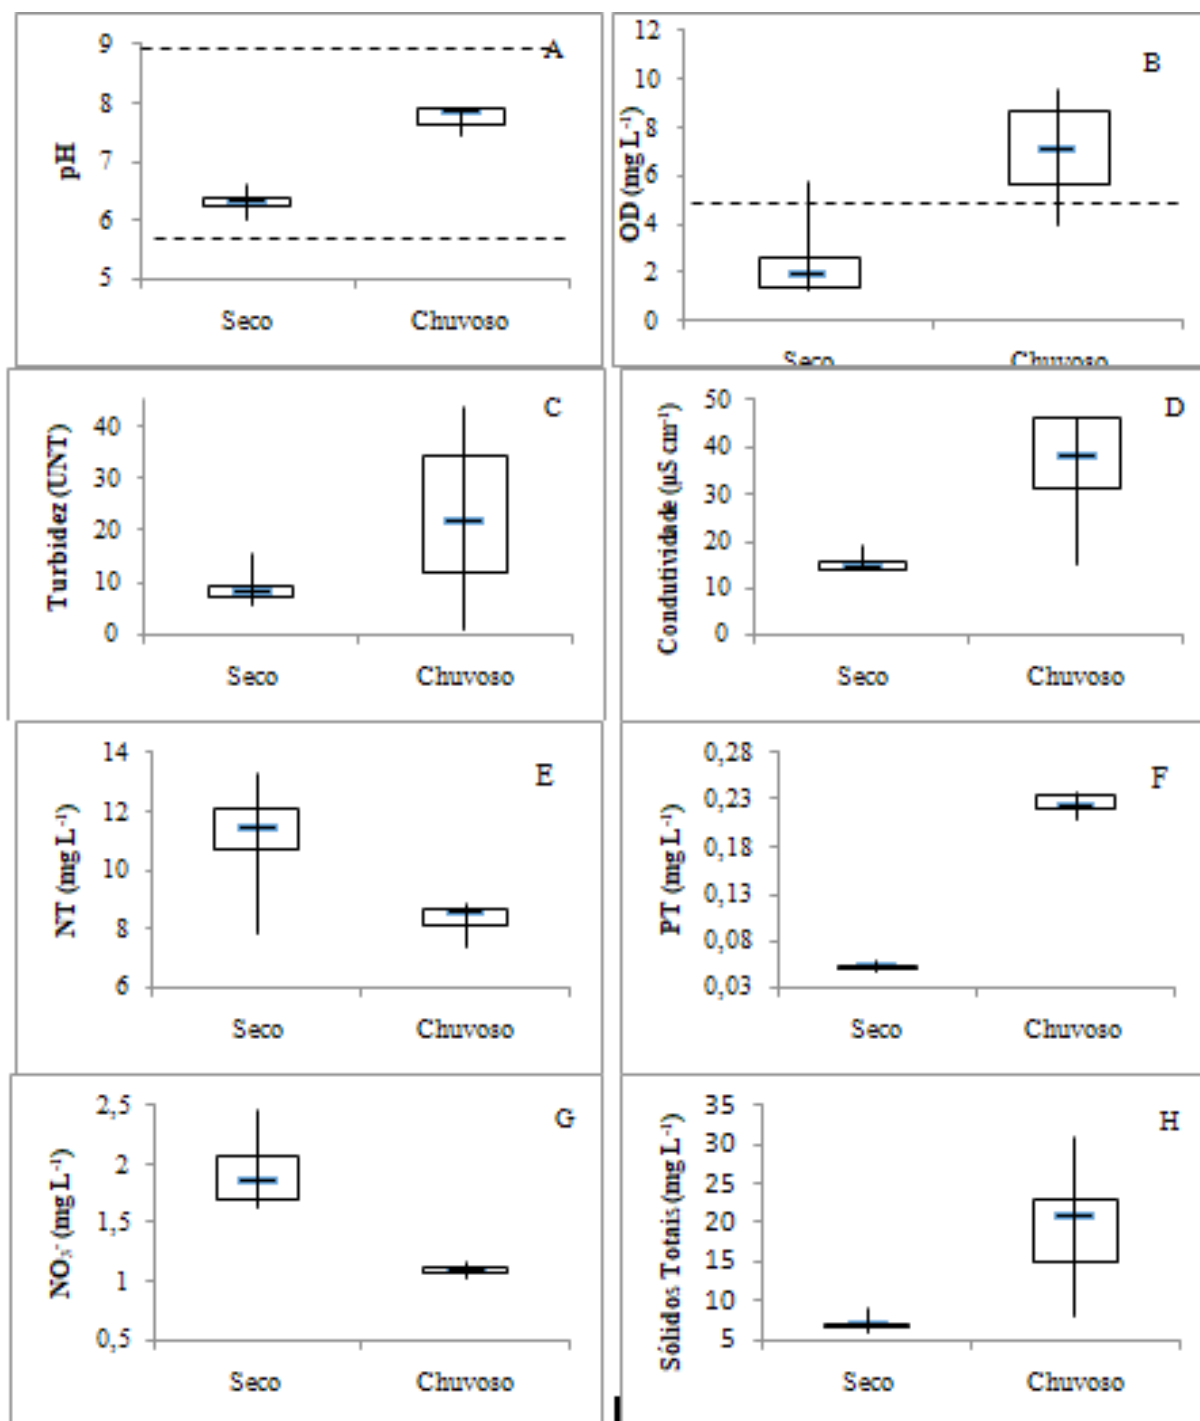 A
pH
9
8
7
6
5
Seco Chuvoso
B
OD (mg L⁻¹)
12
10
8
6
4
2
0
Seco Chuvoso
C
Turbidez (UNT)
40
30
20
10
0
Seco Chuvoso
D
Condutividade (µS cm⁻¹)
50
40
30
20
10
0
Seco Chuvoso
E
NT (mg L⁻¹)
14
12
10
8
6
Seco Chuvoso
F
PT (mg L⁻¹)
0,28
0,23
0,18
0,13
0,08
0,03
Seco Chuvoso
G
NO₃⁻ (mg L⁻¹)
2,5
2
1,5
1
0,5
Seco Chuvoso
H
Sólidos Totais (mg L⁻¹)
35
30
25
20
15
10
5
Seco Chuvoso